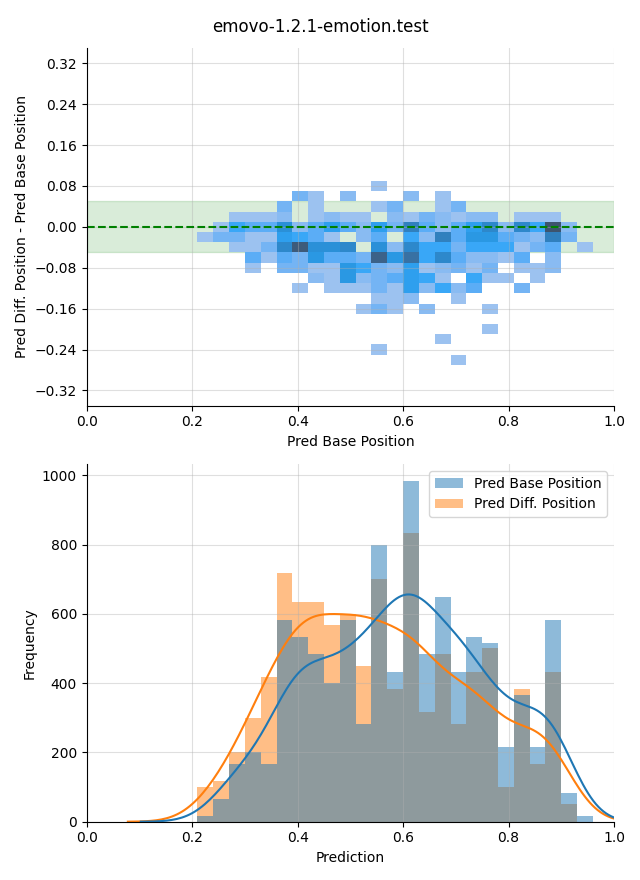 emovo-1.2.1-emotion.test
Pred Diff. Position - Pred Base Position
0.32
0.24
0.16
0.08
0.00
−0.08
−0.16
−0.24
−0.32
0.0 0.2 0.4 0.6 0.8 1.0
Pred Base Position
Frequency
1000
800
600
400
200
0
Pred Base Position
Pred Diff. Position
0.0 0.2 0.4 0.6 0.8 1.0
Prediction